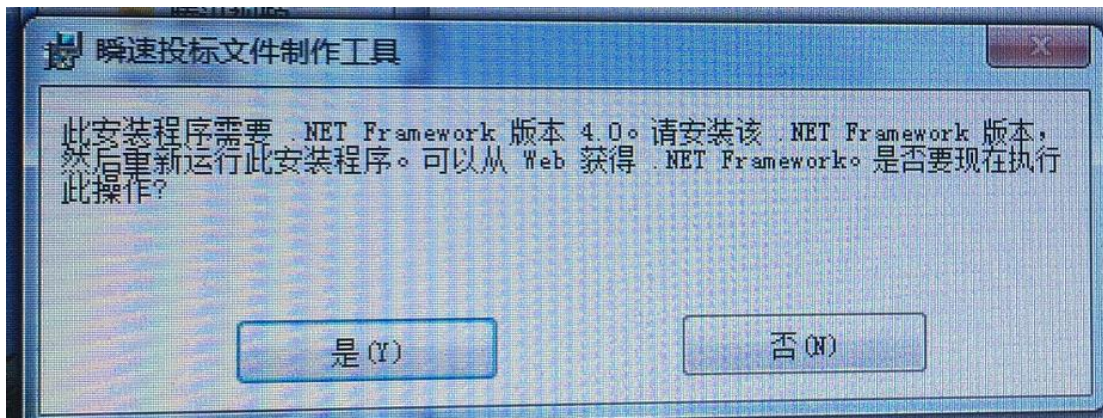 瞬速投标文件制作工具
此安装程序需要 .NET Framework 版本 4.0。请安装该 .NET Framework 版本，
然后重新运行此安装程序。可以从 Web 获得 .NET Framework。是否要现在执行
此操作?
是(Y) 否(N)